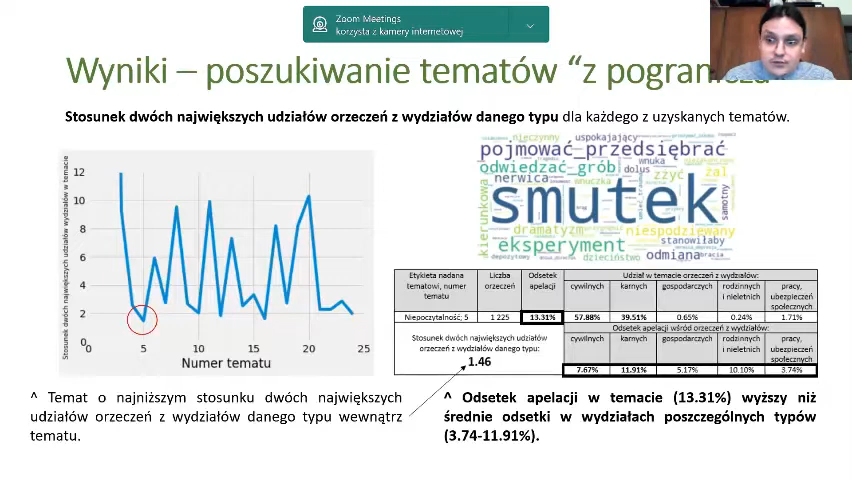 Zoom Meetings
korzysta z kamery internetowej
Wyniki – poszukiwanie tematów “z pogranicza”
Stosunek dwóch największych udziałów orzeczeń z wydziałów danego typu dla każdego z uzyskanych tematów.
Stosunek dwóch największych udziałów wydziałów w temacie
12
10
8
6
4
2
0
0
5
10
15
20
25
Numer tematu
nieczynny
uspokajający
pojmować_przedsiębrać
odwiedzać_grób
wnuka
nerwica
wnuczka
dolus
zżyć
żal
kierunkowa
smutek
samotny
dramatyzm
niespodziewany
eksperyment
stanowiłaby
odmiana
bracia
depozytowy
dzieciństwo
Etykieta nadana tematowi, numer tematu
Liczba orzeczeń
Odsetek apelacji
Udział w temacie orzeczeń z wydziałów:
cywilnych
karnych
gospodarczych
rodzinnych i nieletnich
pracy, ubezpieczeń społecznych
Niepoczytalność; 5
1 225
13.31%
57.88%
39.51%
0.65%
0.24%
1.71%
Stosunek dwóch największych udziałów orzeczeń z wydziałów danego typu:
1.46
Odsetek apelacji wśród orzeczeń z wydziałów:
cywilnych
karnych
gospodarczych
rodzinnych i nieletnich
pracy, ubezpieczeń społecznych
7.67%
11.91%
5.17%
10.10%
3.74%
^ Temat o najniższym stosunku dwóch największych
udziałów orzeczeń z wydziałów danego typu wewnątrz
tematu.
^ Odsetek apelacji w temacie (13.31%) wyższy niż
średnie odsetki w wydziałach poszczególnych typów
(3.74-11.91%).